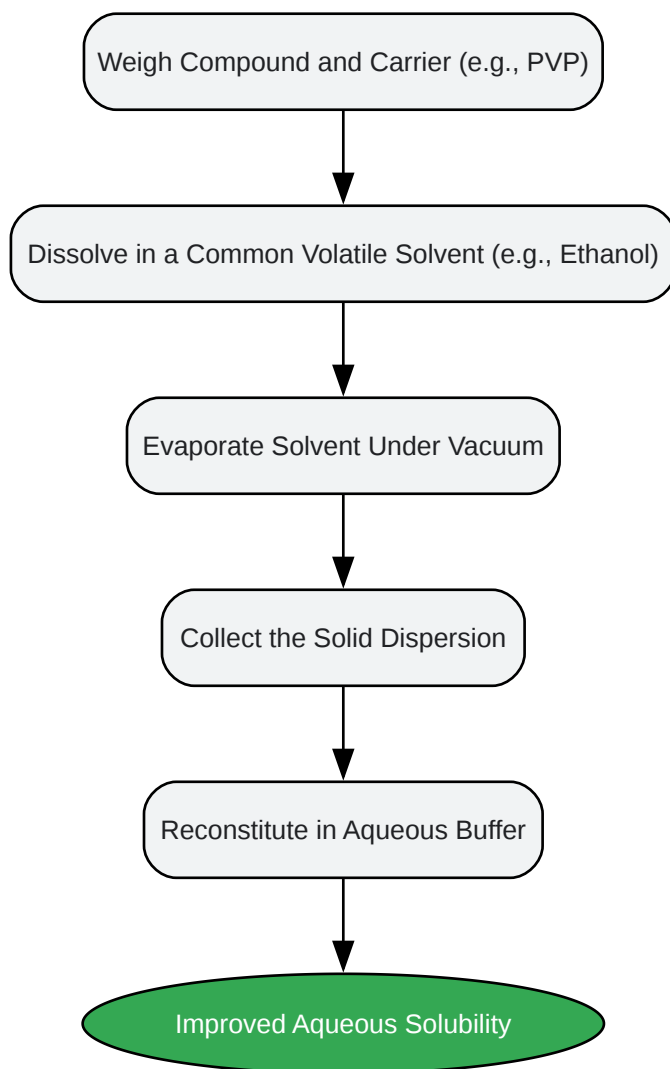 Weigh Compound and Carrier (e.g., PVP)
Dissolve in a Common Volatile Solvent (e.g., Ethanol)
Evaporate Solvent Under Vacuum
Collect the Solid Dispersion
Reconstitute in Aqueous Buffer
Improved Aqueous Solubility